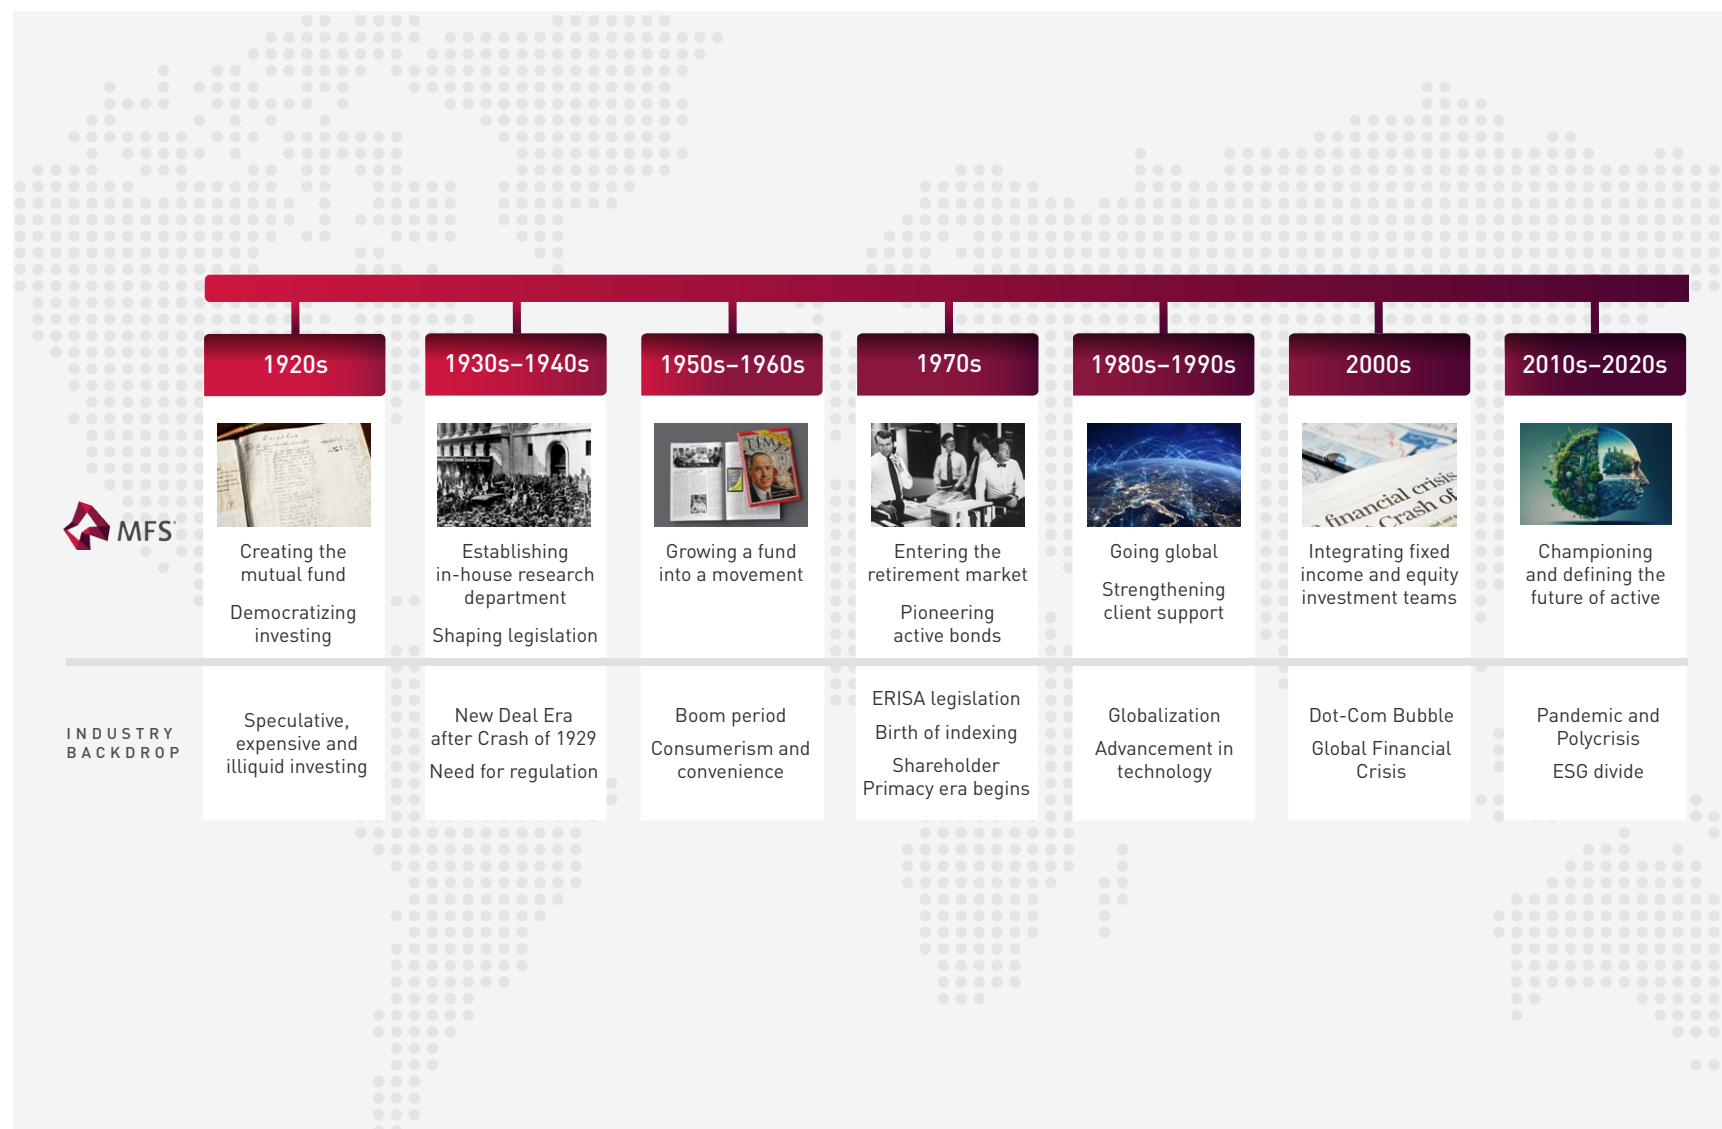 1920s
1930s–1940s
1950s–1960s
1970s
1980s–1990s
2000s
2010s–2020s
TIME
financial crisis
Crash of
MFS
Creating the
mutual fund
Democratizing
investing
Establishing
in-house research
department
Shaping legislation
Growing a fund
into a movement
Entering the
retirement market
Pioneering
active bonds
Going global
Strengthening
client support
Integrating fixed
income and equity
investment teams
Championing
and defining the
future of active
INDUSTRY
BACKDROP
Speculative,
expensive and
illiquid investing
New Deal Era
after Crash of 1929
Need for regulation
Boom period
Consumerism and
convenience
ERISA legislation
Birth of indexing
Shareholder
Primacy era begins
Globalization
Advancement in
technology
Dot-Com Bubble
Global Financial
Crisis
Pandemic and
Polycrisis
ESG divide